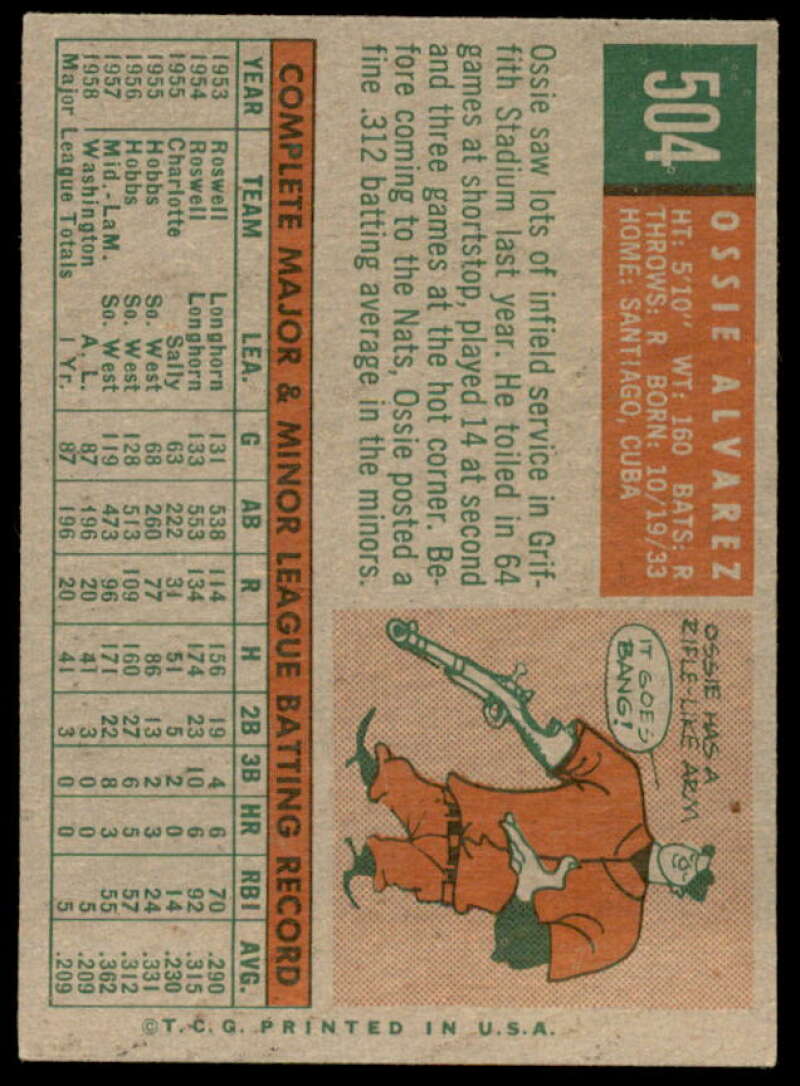 504
OSSIE ALVAREZ
HT: 5'10" WT: 160 BATS: R
THROWS: R BORN: 10/19/33
HOME: SANTIAGO, CUBA
Ossie saw lots of infield service in Grif-
fith Stadium last year. He toiled in 64
games at shortstop, played 14 at second
and three games at the hot corner. Be-
fore coming to the Nats, Ossie posted a
fine .312 batting average in the minors.
OSSIE HAS A
RIFLE-LIKE ARM
IT GOES
BANG!
COMPLETE MAJOR & MINOR LEAGUE BATTING RECORD
YEAR TEAM LEA. G AB R H 2B 3B HR RBI AVG.
1953 Roswell Longhorn 131 538 114 156 19 4 6 70 .290
1954 Roswell Longhorn 133 553 134 174 23 10 6 92 .315
1955 Charlotte Sally 63 222 31 51 5 2 0 14 .230
1955 Hobbs So. West 68 260 77 86 13 2 3 24 .331
1956 Hobbs So. West 128 513 109 160 27 6 5 57 .312
1957 Mid.-LaM. So. West 119 473 96 171 22 8 3 55 .362
1958 Washington A.L. 87 196 20 41 3 0 0 5 .209
Major League Totals 1 Yr. 87 196 20 41 3 0 0 5 .209
©T.C.G. PRINTED IN U.S.A.